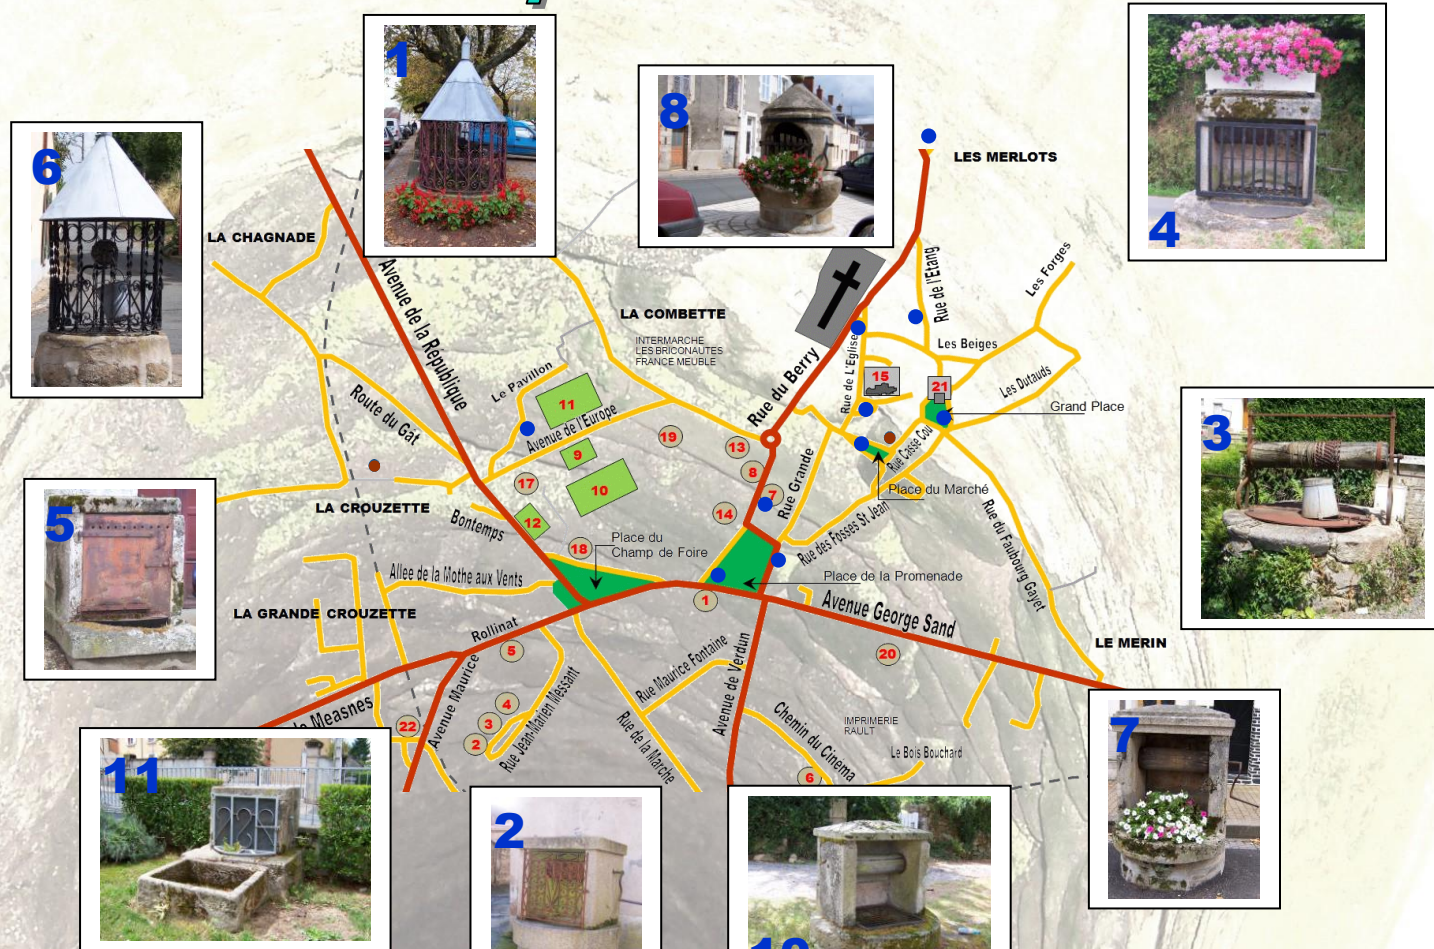 1
8
4
6
LES MERLOTS
LA CHAGNADE
Avenue de la République
Rue de l'Etang
Les Forges
LA COMBETTE
INTERMARCHE
LES BRICONAUTES
FRANCE MEUBLE
Les Beiges
Rue du Berry
Rue de L'Eglise
15
21
Les Dutauds
Grand Place
Le Pavillon
11
Avenue de l'Europe
Route du Gât
19
13
9
8
17
10
7
14
12
18
Rue Grande
Rue Casse Cou
Place du Marché
3
5
LA CROUZETTE
Bontemps
Place du
Champ de Foire
Rue des Fosses St Jean
Rue du Faubourg Gayet
Allee de la Mothe aux Vents
Place de la Promenade
1
LA GRANDE CROUZETTE
Avenue George Sand
Rollinat
5
LE MERIN
20
Rue Maurice Fontaine
Avenue de Verdun
Avenue Maurice
4
3
2
22
Measnes
Rue Jean-Marien Messant
Rue de la Marche
Chemin du Cinema
IMPRIMERIE
RAULT
Le Bois Bouchard
6
7
11
2
10